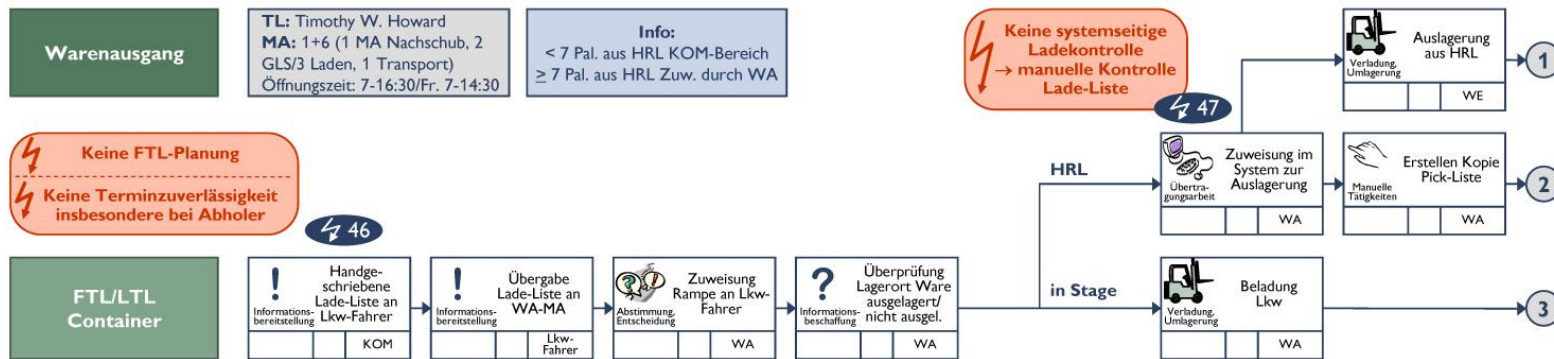 Warenausgang
TL: Timothy W. Howard
MA: 1+6 (1 MA Nachschub, 2
GLS/3 Laden, 1 Transport)
Öffnungszeit: 7-16:30/Fr. 7-14:30
Info:
< 7 Pal. aus HRL KOM-Bereich
≥ 7 Pal. aus HRL Zuw. durch WA
Keine systemseitige
Ladekontrolle
→ manuelle Kontrolle
Lade-Liste
47
Auslagerung
aus HRL
Verladung,
Umlagerung
WE
1
Keine FTL-Planung
Keine Terminzuverlässigkeit
insbesondere bei Abholer
46
HRL
Zuweisung im
System zur
Auslagerung
Übertra-
gungsarbeit
WA
Erstellen Kopie
Pick-Liste
Manuelle
Tätigkeiten
WA
2
FTL/LTL
Container
Handge-
schriebene
Lade-Liste an
Lkw-Fahrer
Informations-
bereitstellung
KOM
Übergabe
Lade-Liste an
WA-MA
Informations-
bereitstellung
Lkw-
Fahrer
Zuweisung
Rampe an Lkw-
Fahrer
Abstimmung,
Entscheidung
WA
Überprüfung
Lagerort Ware
ausgelagert/
nicht ausgel.
Informations-
beschaffung
WA
in Stage
Beladung
Lkw
Verladung,
Umlagerung
WA
3